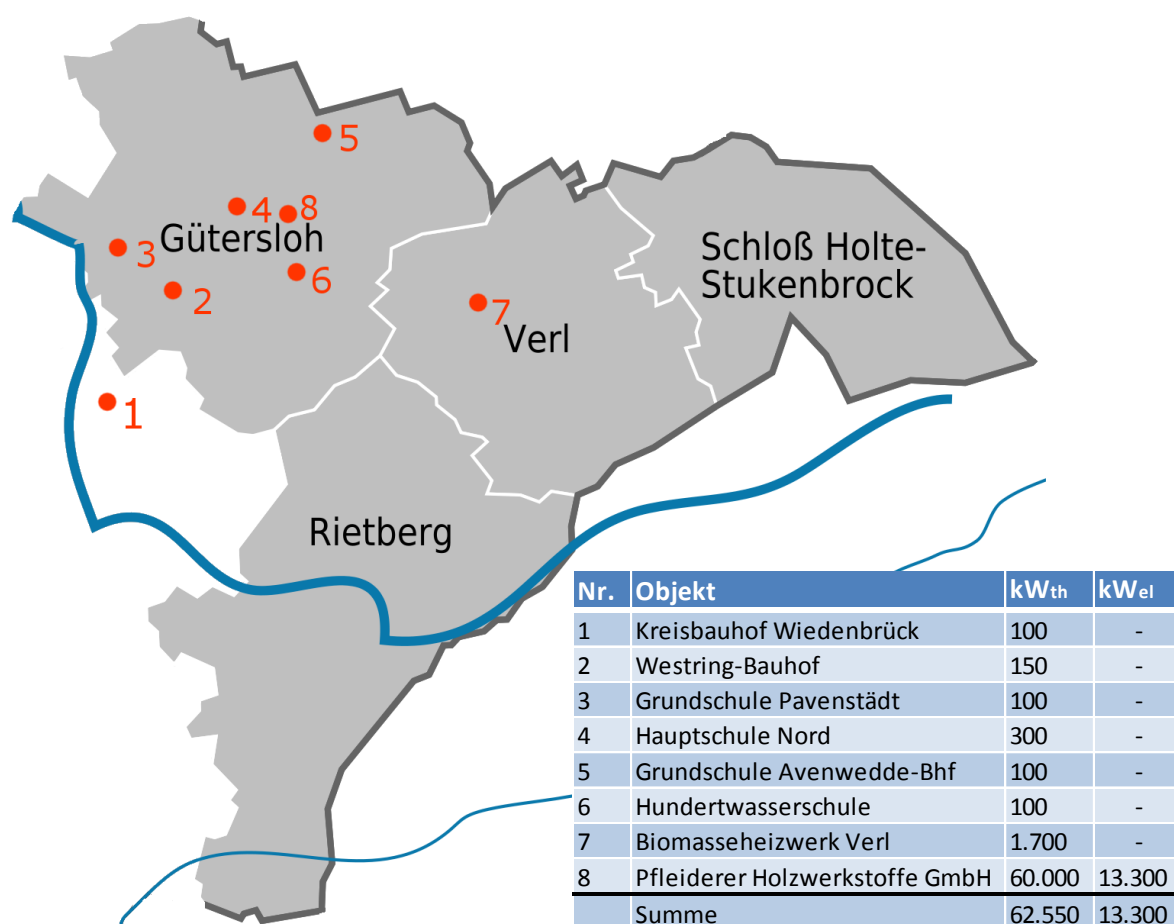 5
4
8
Gütersloh
3
6
2
Schloß Holte-
Stukenbrock
7
Verl
1
Rietberg
Nr. Objekt kWth kWel
1 Kreisbauhof Wiedenbrück 100 -
2 Westring-Bauhof 150 -
3 Grundschule Pavenstädt 100 -
4 Hauptschule Nord 300 -
5 Grundschule Avenwedde-Bhf 100 -
6 Hundertwasserschule 100 -
7 Biomasseheizwerk Verl 1.700 -
8 Pfleiderer Holzwerkstoffe GmbH 60.000 13.300
Summe 62.550 13.300